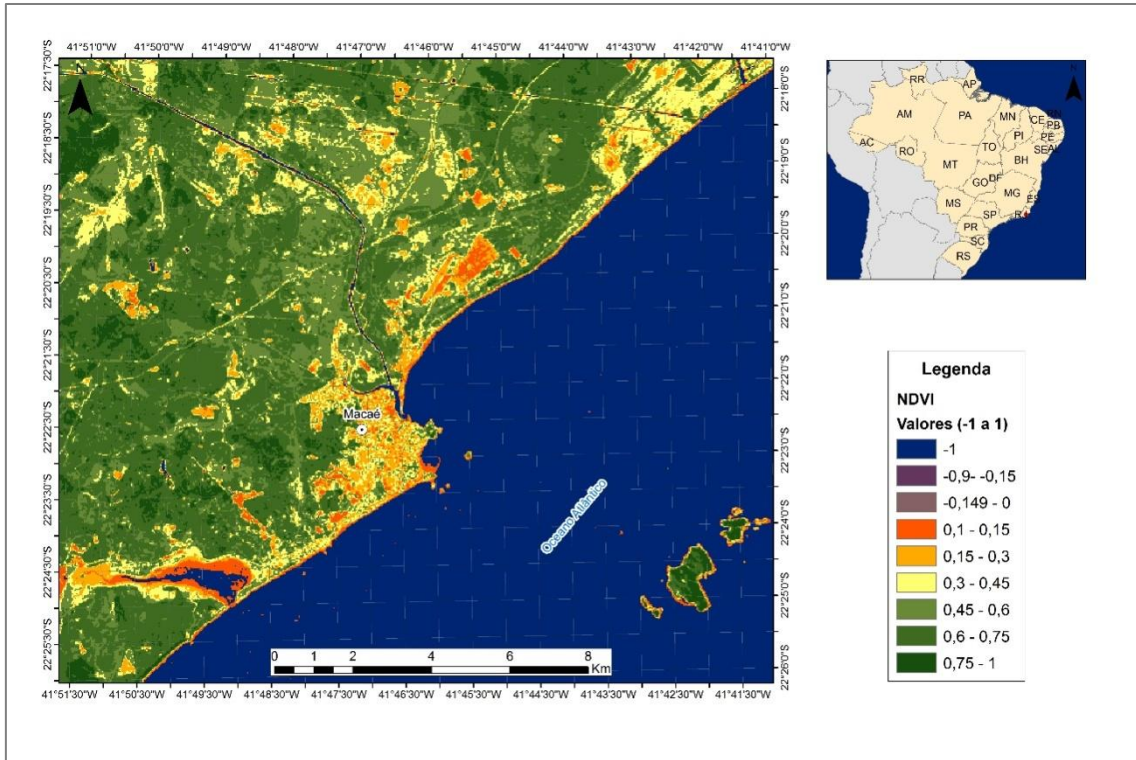 41°51'0"W 41°50'0"W 41°49'0"W 41°48'0"W 41°47'0"W 41°46'0"W 41°45'0"W 41°44'0"W 41°43'0"W 41°42'0"W 41°41'0"W
22°17'30"S
22°18'30"S
22°19'30"S
22°20'30"S
22°21'30"S
22°22'30"S
22°23'30"S
22°24'30"S
22°25'30"S
N
Macaé
Oceano Atlântico
0 1 2 4 6 8
Km
22°18'0"S
22°19'0"S
22°20'0"S
22°21'0"S
22°22'0"S
22°23'0"S
22°24'0"S
22°25'0"S
22°26'0"S
41°51'30"W 41°50'30"W 41°49'30"W 41°48'30"W 41°47'30"W 41°46'30"W 41°45'30"W 41°44'30"W 41°43'30"W 41°42'30"W 41°41'30"W
N
RR AP
AM PA MN CE RN
PB
PI PE
AC RO TO SE AL
MT BH
GO DF
MG
MS ES
SP
PR
SC
RS
Legenda
NDVI
Valores (-1 a 1)
-1
-0,9- -0,15
-0,149 - 0
0,1 - 0,15
0,15 - 0,3
0,3 - 0,45
0,45 - 0,6
0,6 - 0,75
0,75 - 1